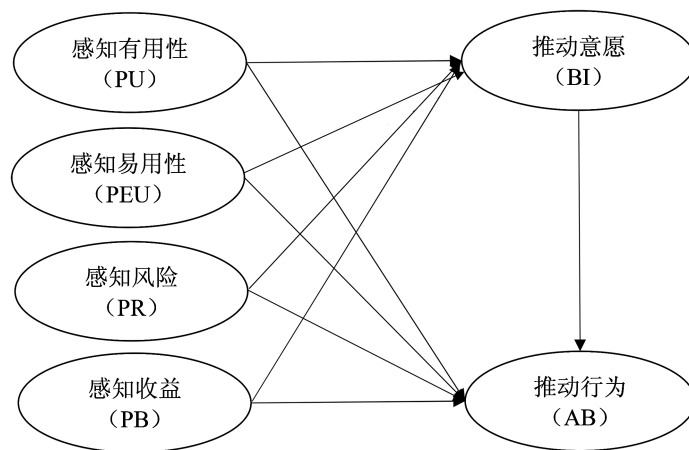 感知有用性
（PU）
感知易用性
（PEU）
感知风险
（PR）
感知收益
（PB）
推动意愿
（BI）
推动行为
（AB）